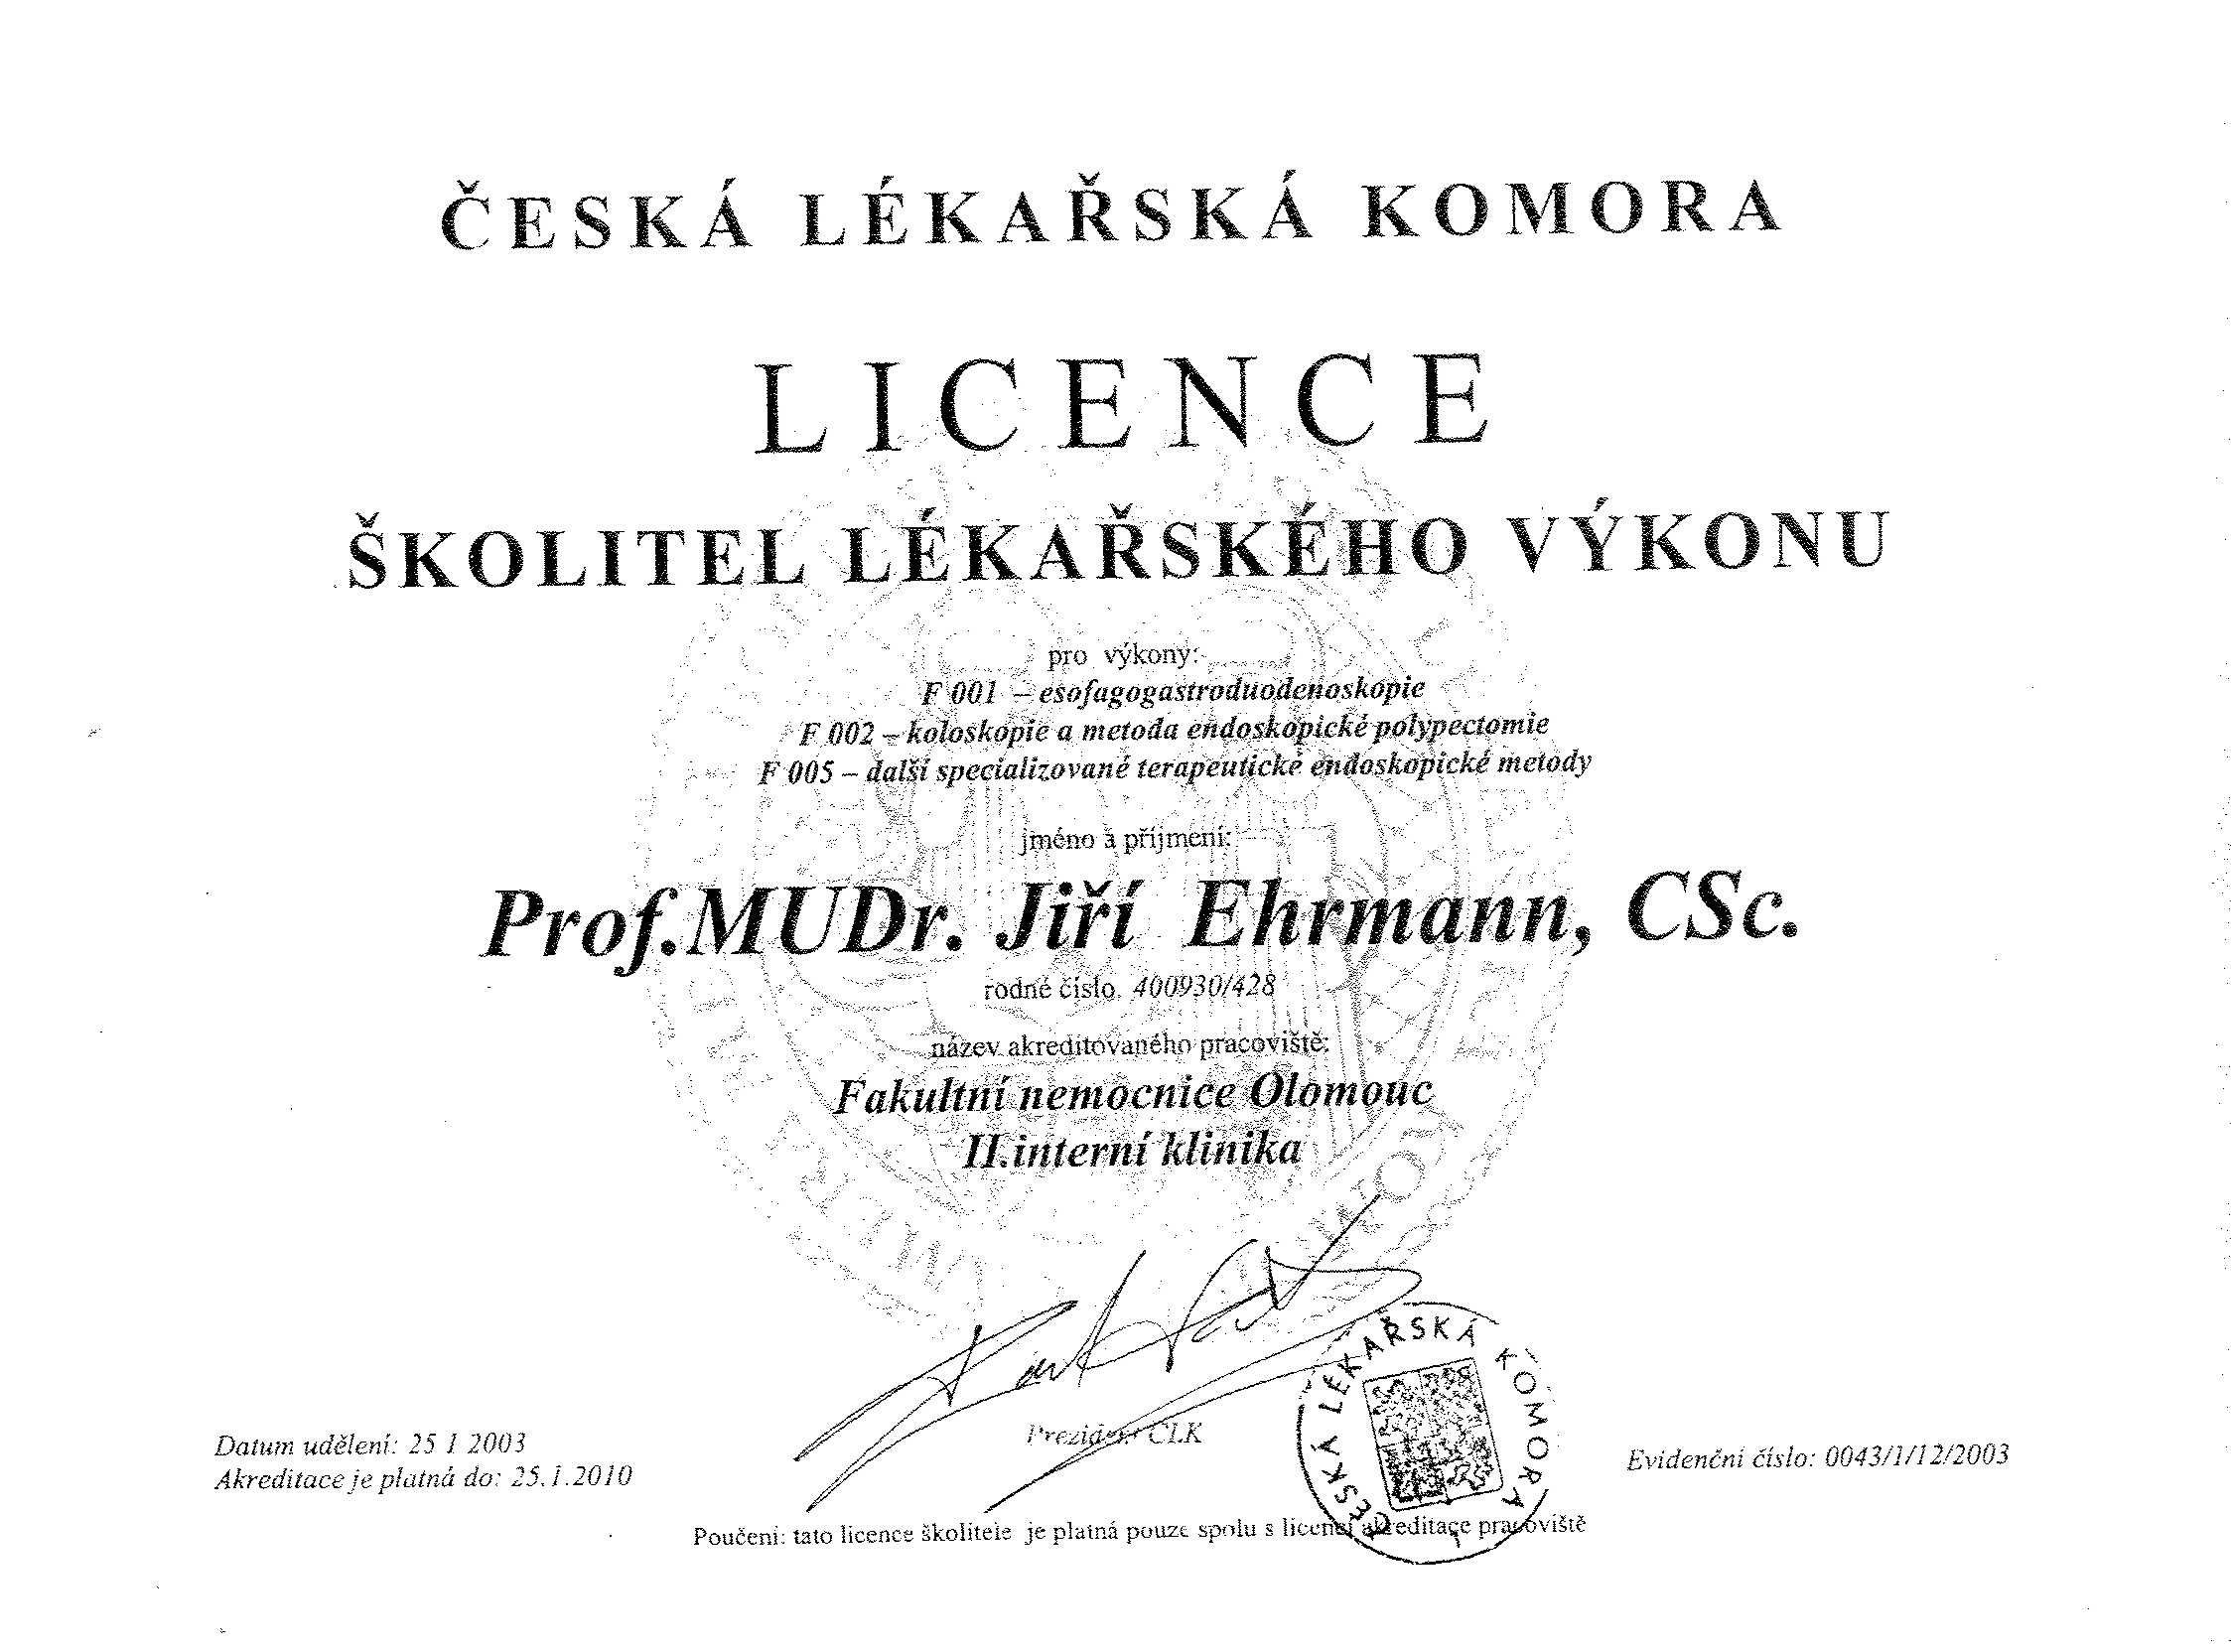 ČESKÁ LÉKAŘSKÁ KOMORA
LICENCE
ŠKOLITEL LÉKAŘSKÉHO VÝKONU
pro výkony:
F 001 – esofagogastroduodenoskopie
F 002 – koloskopie a metoda endoskopické polypectomie
F 005 – další specializované terapeutické endoskopické metody
jméno a příjmení:
Prof.MUDr. Jiří Ehrmann, CSc.
rodné číslo 400930/428
název akreditovaného pracoviště:
Fakultní nemocnice Olomouc
II.interní klinika
Prezident ČLK
ČESKÁ LÉKAŘSKÁ KOMORA
1
Datum udělení: 25 1 2003
Akreditace je platná do: 25.1.2010
Evidenční číslo: 0043/1/12/2003
Poučení: tato licence školitele je platná pouze spolu s licencí akreditace pracoviště